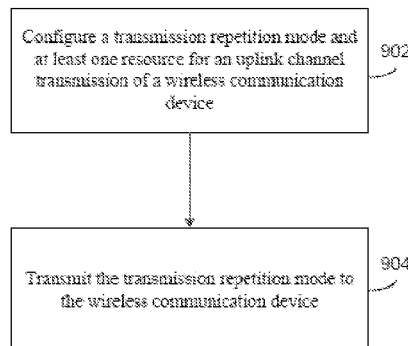 Configure a transmission repetition mode and
at least one resource for an uplink channel
transmission of a wireless communication
device
902
Transmit the transmission repetition mode to
the wireless communication device
904